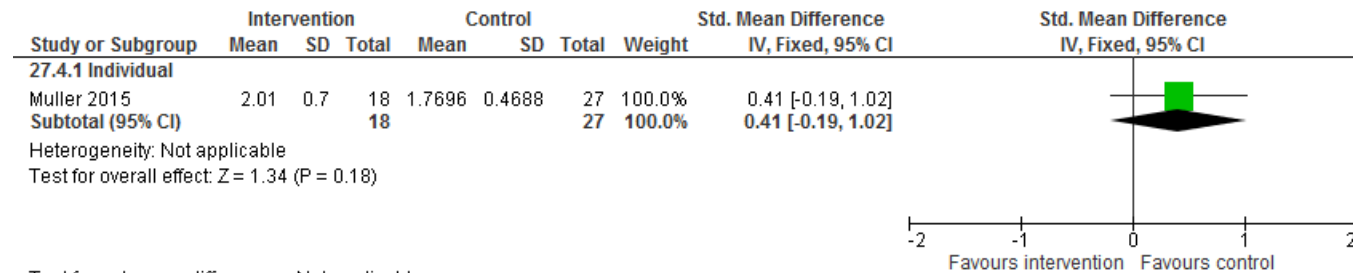 Intervention Control Std. Mean Difference Std. Mean Difference
Study or Subgroup Mean SD Total Mean SD Total Weight IV, Fixed, 95% CI IV, Fixed, 95% CI
27.4.1 Individual
Muller 2015 2.01 0.7 18 1.7696 0.4688 27 100.0% 0.41 [-0.19, 1.02]
Subtotal (95% CI) 18 27 100.0% 0.41 [-0.19, 1.02]
Heterogeneity: Not applicable
Test for overall effect: Z = 1.34 (P = 0.18)
-2 -1 0 1 2
Favours intervention Favours control